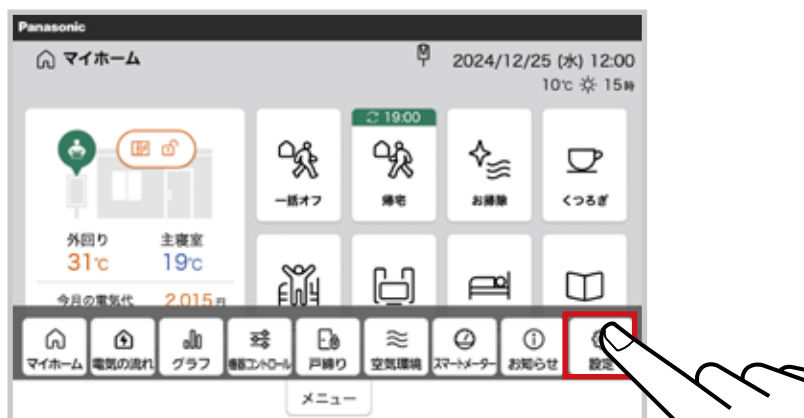 Panasonic
マイホーム
2024/12/25 (水) 12:00
10℃ 15時
19:00
一括オフ
帰宅
お掃除
くつろぎ
外回り 主寝室
31℃ 19℃
今月の電気代 2,015円
マイホーム 電気の流れ グラフ 機器コントロール 戸締り 空気環境 スマートメーター お知らせ 設定
メニュー